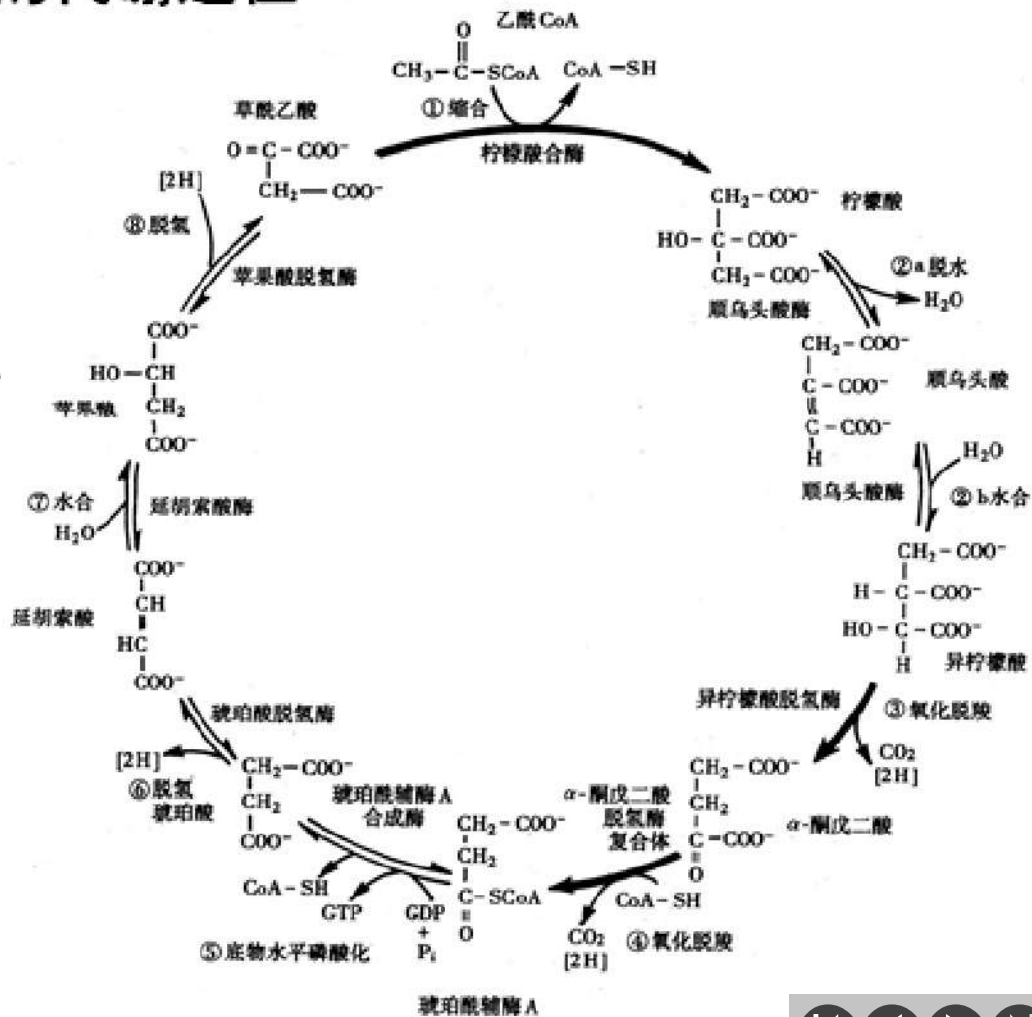 乙酰CoA
O
CH₃-C-SCoA
CoA-SH
①缩合
柠檬酸合酶
草酰乙酸
O=C-COO⁻
CH₂-COO⁻
[2H]
⑧脱氢
苹果酸脱氢酶
CH₂-COO⁻
HO-C-COO⁻
CH₂-COO⁻
柠檬酸
②a脱水
H₂O
顺乌头酸酶
CH₂-COO⁻
C-COO⁻
C-COO⁻
H
顺乌头酸
H₂O
顺乌头酸酶
②b水合
CH₂-COO⁻
H-C-COO⁻
HO-C-COO⁻
H
异柠檬酸
异柠檬酸脱氢酶
③氧化脱羧
CO₂
[2H]
CH₂-COO⁻
CH₂
C-COO⁻
O
α-酮戊二酸
α-酮戊二酸
脱氢酶
复合体
CoA-SH
CO₂
[2H]
④氧化脱羧
CH₂-COO⁻
CH₂
C-SCoA
O
琥珀酰辅酶A
琥珀酰辅酶A
合成酶
CoA-SH
GTP
GDP
+
Pᵢ
⑤底物水平磷酸化
CH₂-COO⁻
CH₂
COO⁻
琥珀酸脱氢酶
[2H]
⑥脱氢
琥珀酸
COO⁻
CH
HC
COO⁻
延胡索酸
⑦水合
H₂O
延胡索酸酶
COO⁻
HO-CH
CH₂
COO⁻
苹果酸